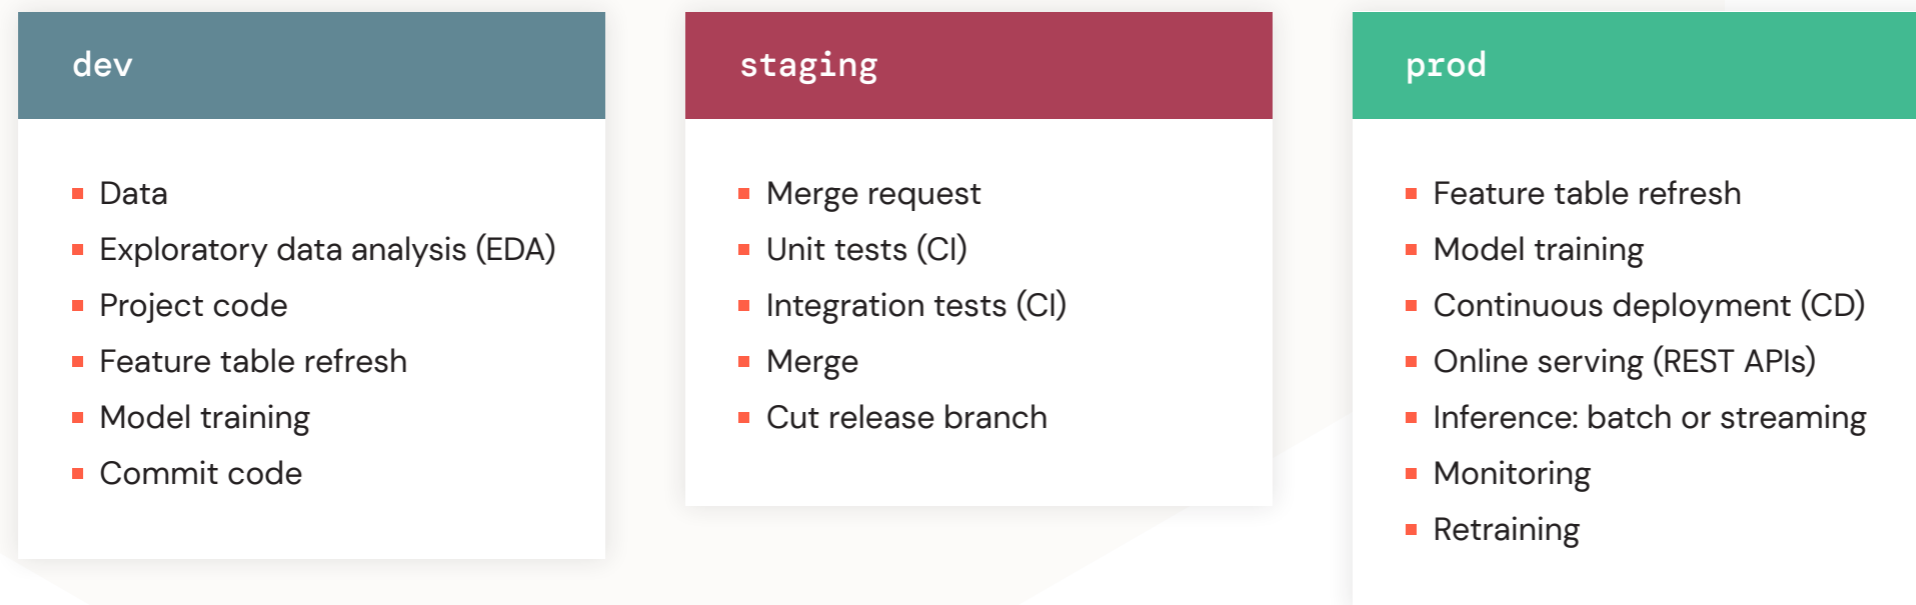 dev
Data
Exploratory data analysis (EDA)
Project code
Feature table refresh
Model training
Commit code
staging
Merge request
Unit tests (CI)
Integration tests (CI)
Merge
Cut release branch
prod
Feature table refresh
Model training
Continuous deployment (CD)
Online serving (REST APIs)
Inference: batch or streaming
Monitoring
Retraining